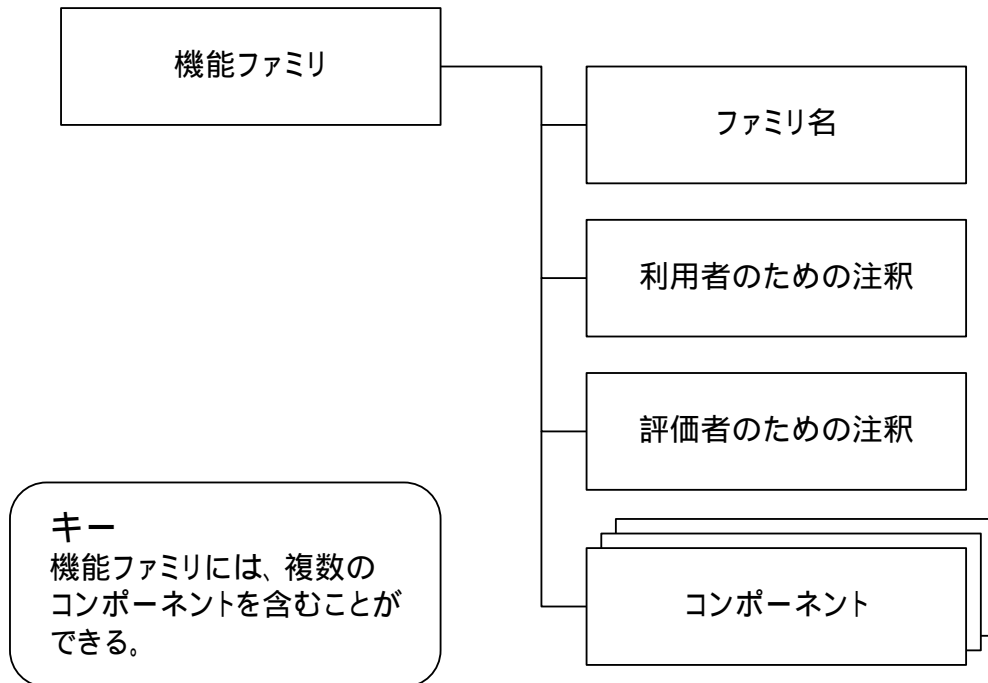 機能ファミリ
ファミリ名
利用者のための注釈
評価者のための注釈
コンポーネント
キー
機能ファミリには、複数の
コンポーネントを含むことが
できる。